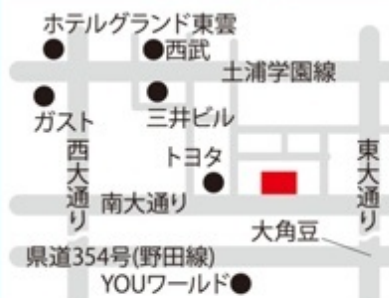 ホテルグランド東雲
西武
土浦学園線
ガスト
三井ビル
西大通り
トヨタ
東大通り
南大通り
大角豆
県道354号(野田線)
YOUワールド